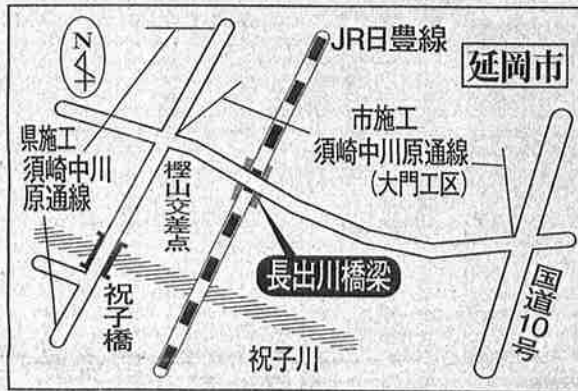 N
JR日豊線
延岡市
市施工
須崎中川原通線
(大門工区)
県施工
須崎中川
原通線
樫山交差点
長出川橋梁
祝子橋
祝子川
国道10号